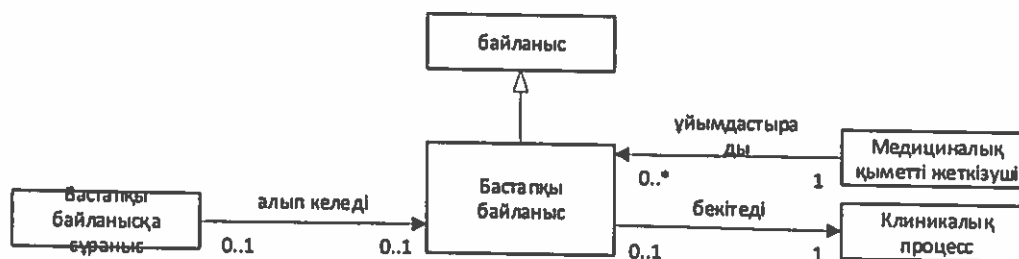 байланыс
ұйымдастыра
ды
0..*
1
Медициналық
қыметті жеткізуші
Бастапқы
байланыс
Бастапқы
байланысқа
сұраныс
алып келеді
0..1
0..1
бекітеді
0..1
1
Клиникалық
процесс